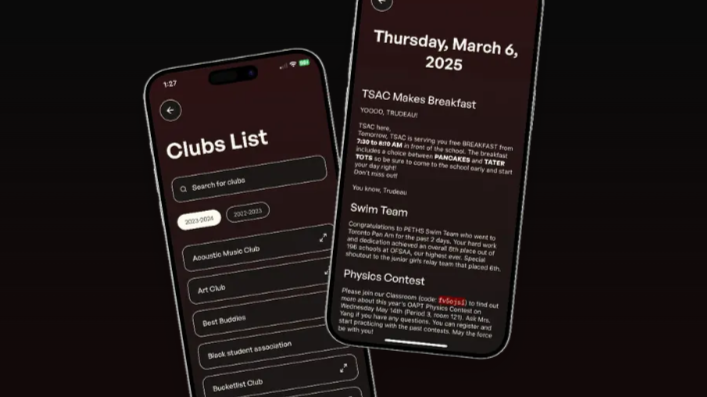 1:27
Clubs List
Search for clubs
2023-2024
2022-2023
Acoustic Music Club
Art Club
Best Buddies
Black student association
Bucketlist Club
Thursday, March 6,
2025
TSAC Makes Breakfast
YOOOO, TRUDEAU!
TSAC here,
Tomorrow, TSAC is serving you free BREAKFAST from
7:30 to 8:10 AM in front of the school. The breakfast
includes a choice between PANCAKES and TATER
TOTS so be sure to come to the school early and start
your day right!
Don't miss out!
You know, Trudeau
Swim Team
Congratulations to PETHS Swim Team who went to
Toronto Pan Am for the past 2 days. Your hard work
and dedication achieved an overall 8th place out of
196 schools at OFSAA, our highest ever. Special
shoutout to the junior girls relay team that placed 6th.
Physics Contest
Please join our Classroom (code: ) to find out
more about this year's OAPT Physics Contest on
Wednesday May 14th (Period 3, room 121). Ask Mrs.
Yang if you have any questions. You can register and
start practicing with the past contests. May the force
be with you!